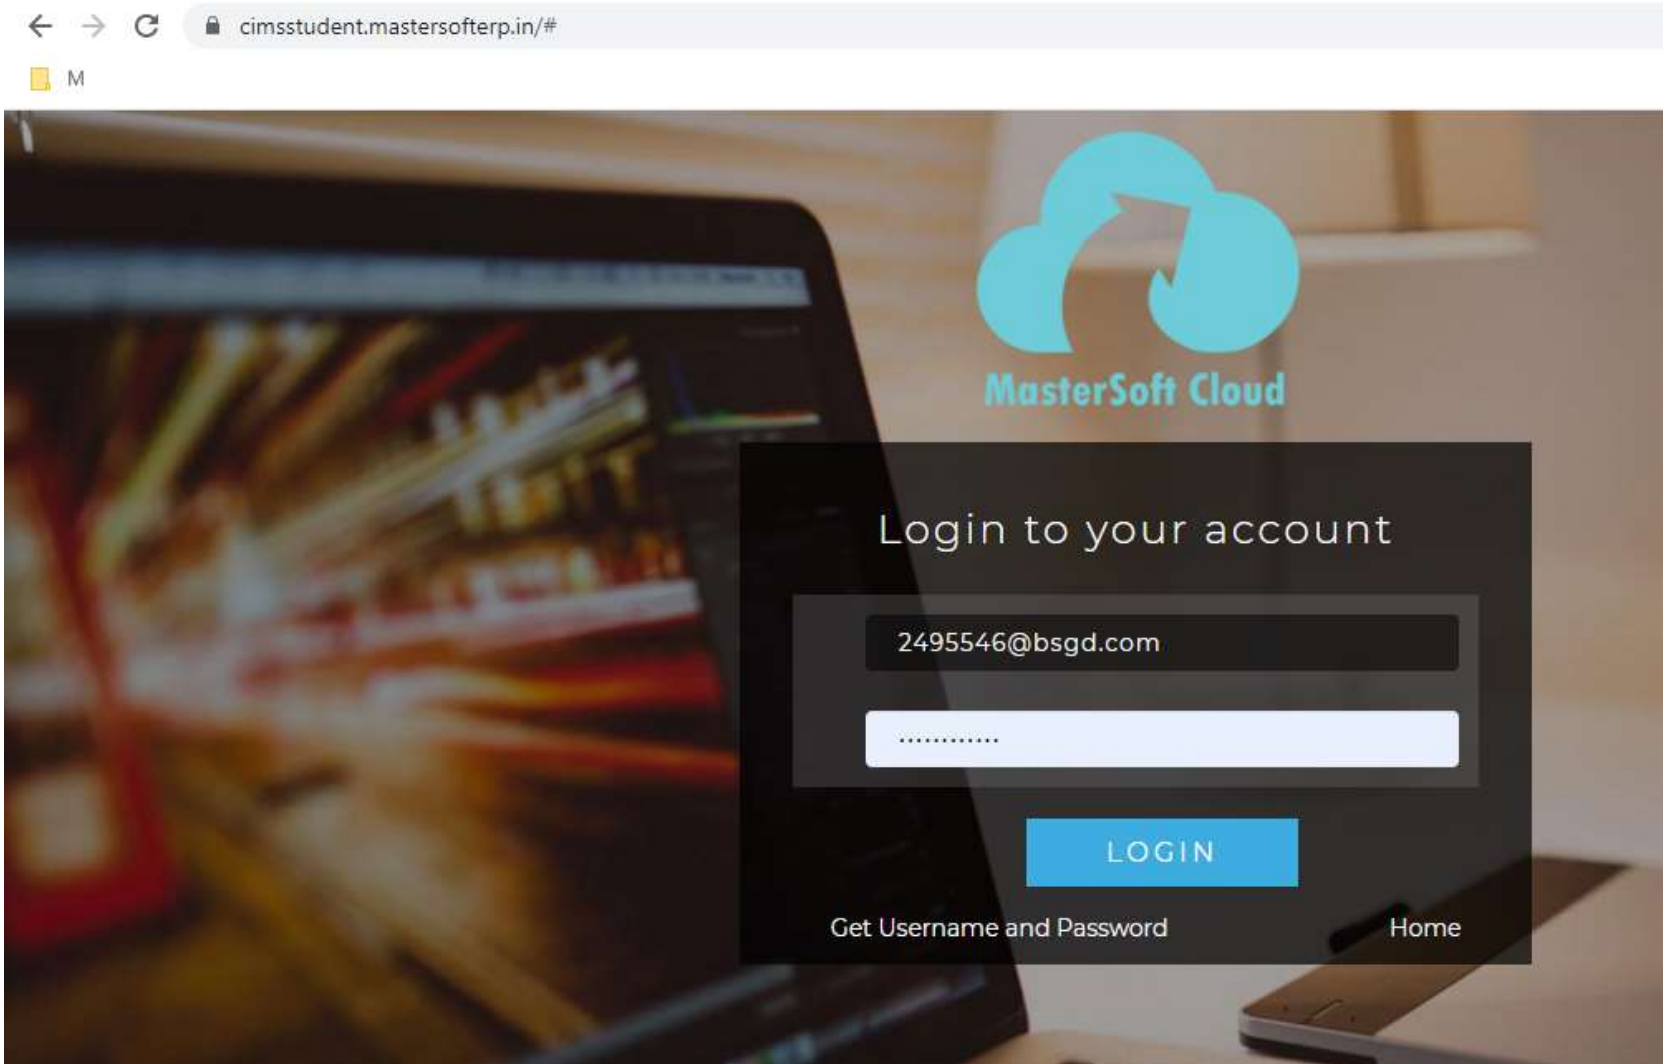 cimsstudent.mastersofterp.in/#
M
MasterSoft Cloud
Login to your account
2495546@bsgd.com
............
LOGIN
Get Username and Password Home